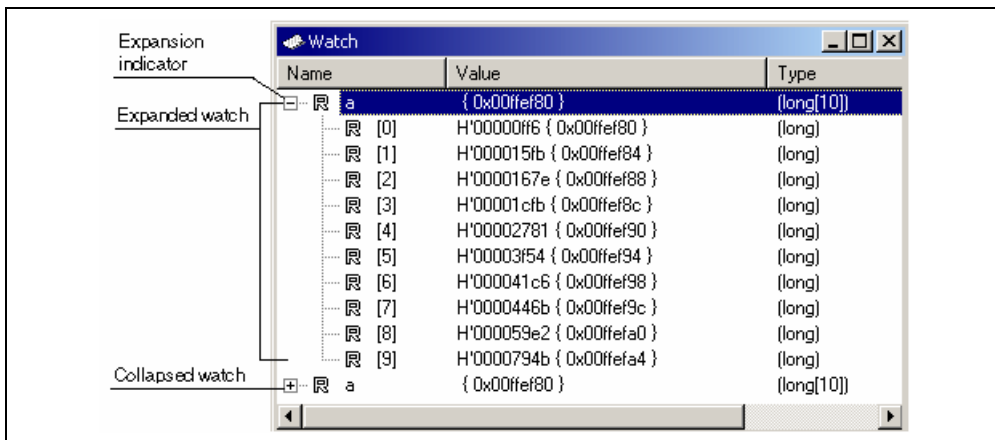 Expansion
indicator
Expanded watch
Collapsed watch
Watch
Name Value Type
a { 0x00ffef80 } (long[10])
R [0] H'00000ff6 { 0x00ffef80 } (long)
R [1] H'000015fb { 0x00ffef84 } (long)
R [2] H'0000167e { 0x00ffef88 } (long)
R [3] H'00001cfb { 0x00ffef8c } (long)
R [4] H'00002781 { 0x00ffef90 } (long)
R [5] H'00003f54 { 0x00ffef94 } (long)
R [6] H'000041c6 { 0x00ffef98 } (long)
R [7] H'0000446b { 0x00ffef9c } (long)
R [8] H'000059e2 { 0x00ffefa0 } (long)
R [9] H'0000794b { 0x00ffefa4 } (long)
R a { 0x00ffef80 } (long[10])